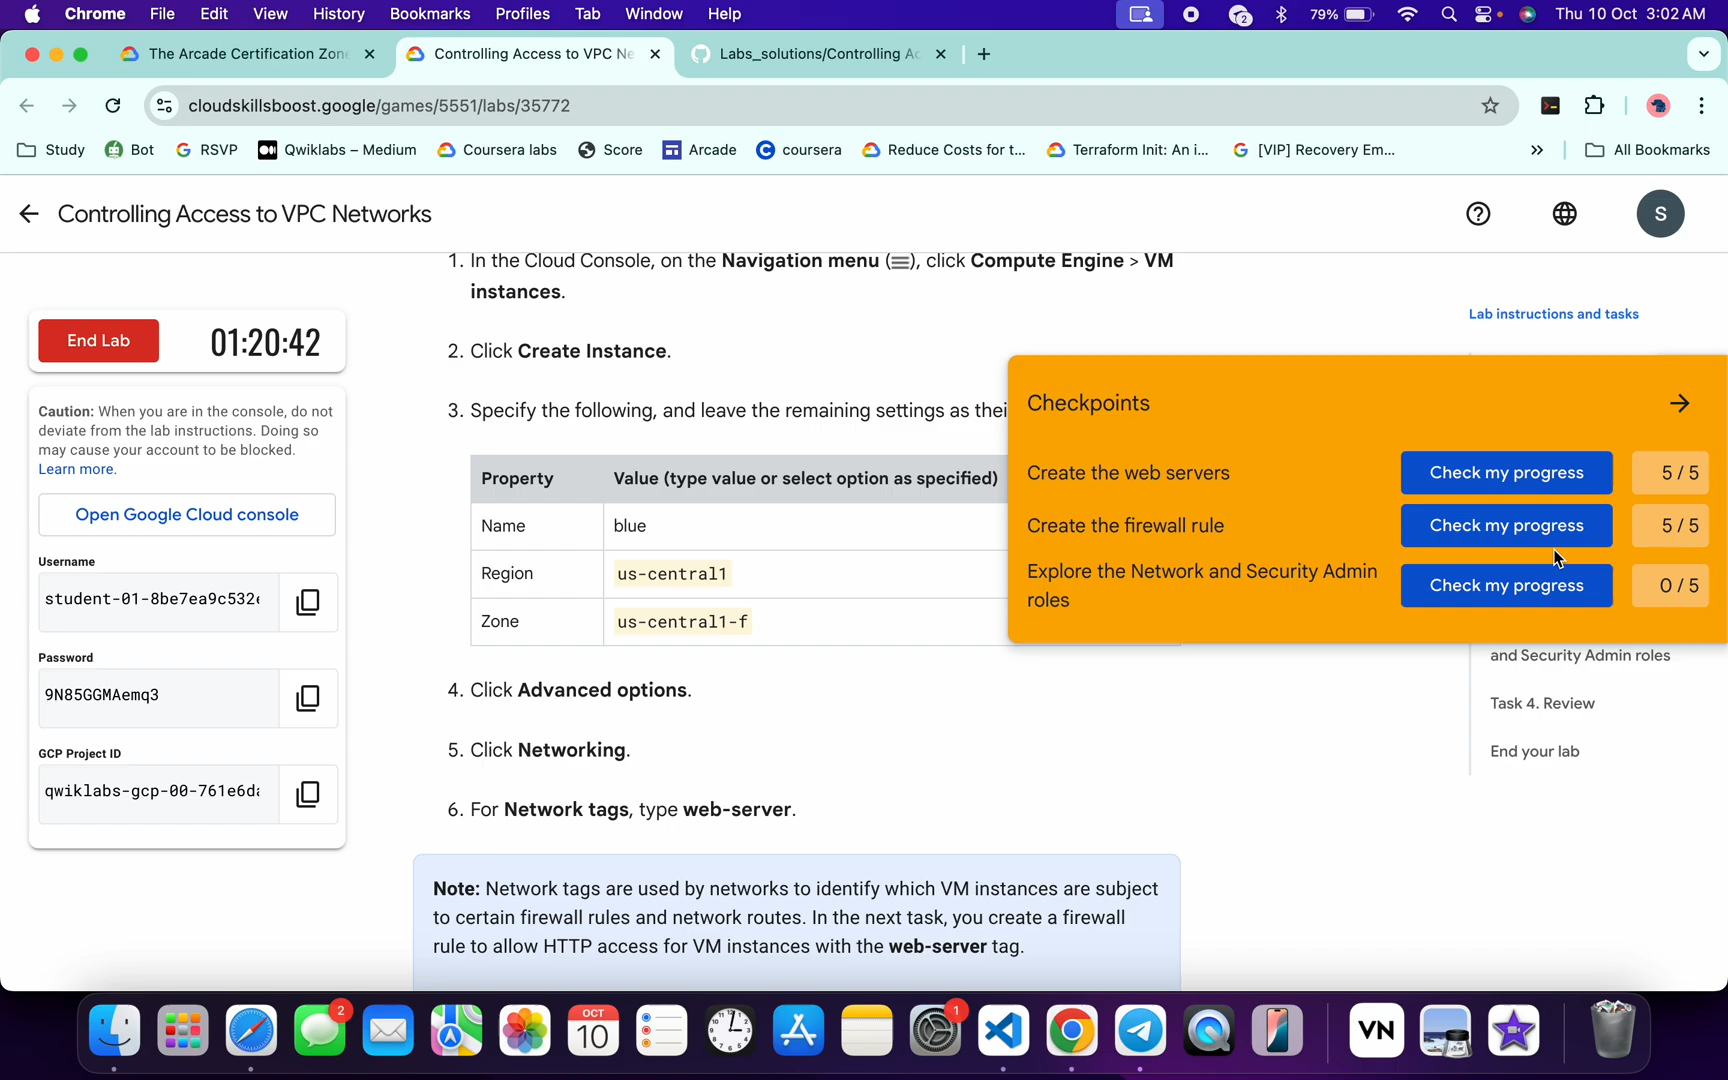 Chrome File Edit View History Bookmarks Profiles Tab Window Help
2 79% Thu 10 Oct 3:02 AM
The Arcade Certification Zone
Controlling Access to VPC Ne
Labs_solutions/Controlling Ac
cloudskillsboost.google/games/5551/labs/35772
Study Bot RSVP Qwiklabs – Medium Coursera labs Score Arcade coursera Reduce Costs for t... Terraform Init: An i... [VIP] Recovery Em... » All Bookmarks
Controlling Access to VPC Networks
S
End Lab 01:20:42
Caution: When you are in the console, do not
deviate from the lab instructions. Doing so
may cause your account to be blocked.
Learn more.
Open Google Cloud console
Username
student-01-8be7ea9c532e
Password
9N85GGMAemq3
GCP Project ID
qwiklabs-gcp-00-761e6da
1. In the Cloud Console, on the Navigation menu (), click Compute Engine > VM
instances.
2. Click Create Instance.
3. Specify the following, and leave the remaining settings as thei
Property Value (type value or select option as specified)
Name blue
Region us-central1
Zone us-central1-f
4. Click Advanced options.
5. Click Networking.
6. For Network tags, type web-server.
Note: Network tags are used by networks to identify which VM instances are subject
to certain firewall rules and network routes. In the next task, you create a firewall
rule to allow HTTP access for VM instances with the web-server tag.
Lab instructions and tasks
Checkpoints
Create the web servers Check my progress 5 / 5
Create the firewall rule Check my progress 5 / 5
Explore the Network and Security Admin
roles Check my progress 0 / 5
and Security Admin roles
Task 4. Review
End your lab
2
OCT
10
1
VN